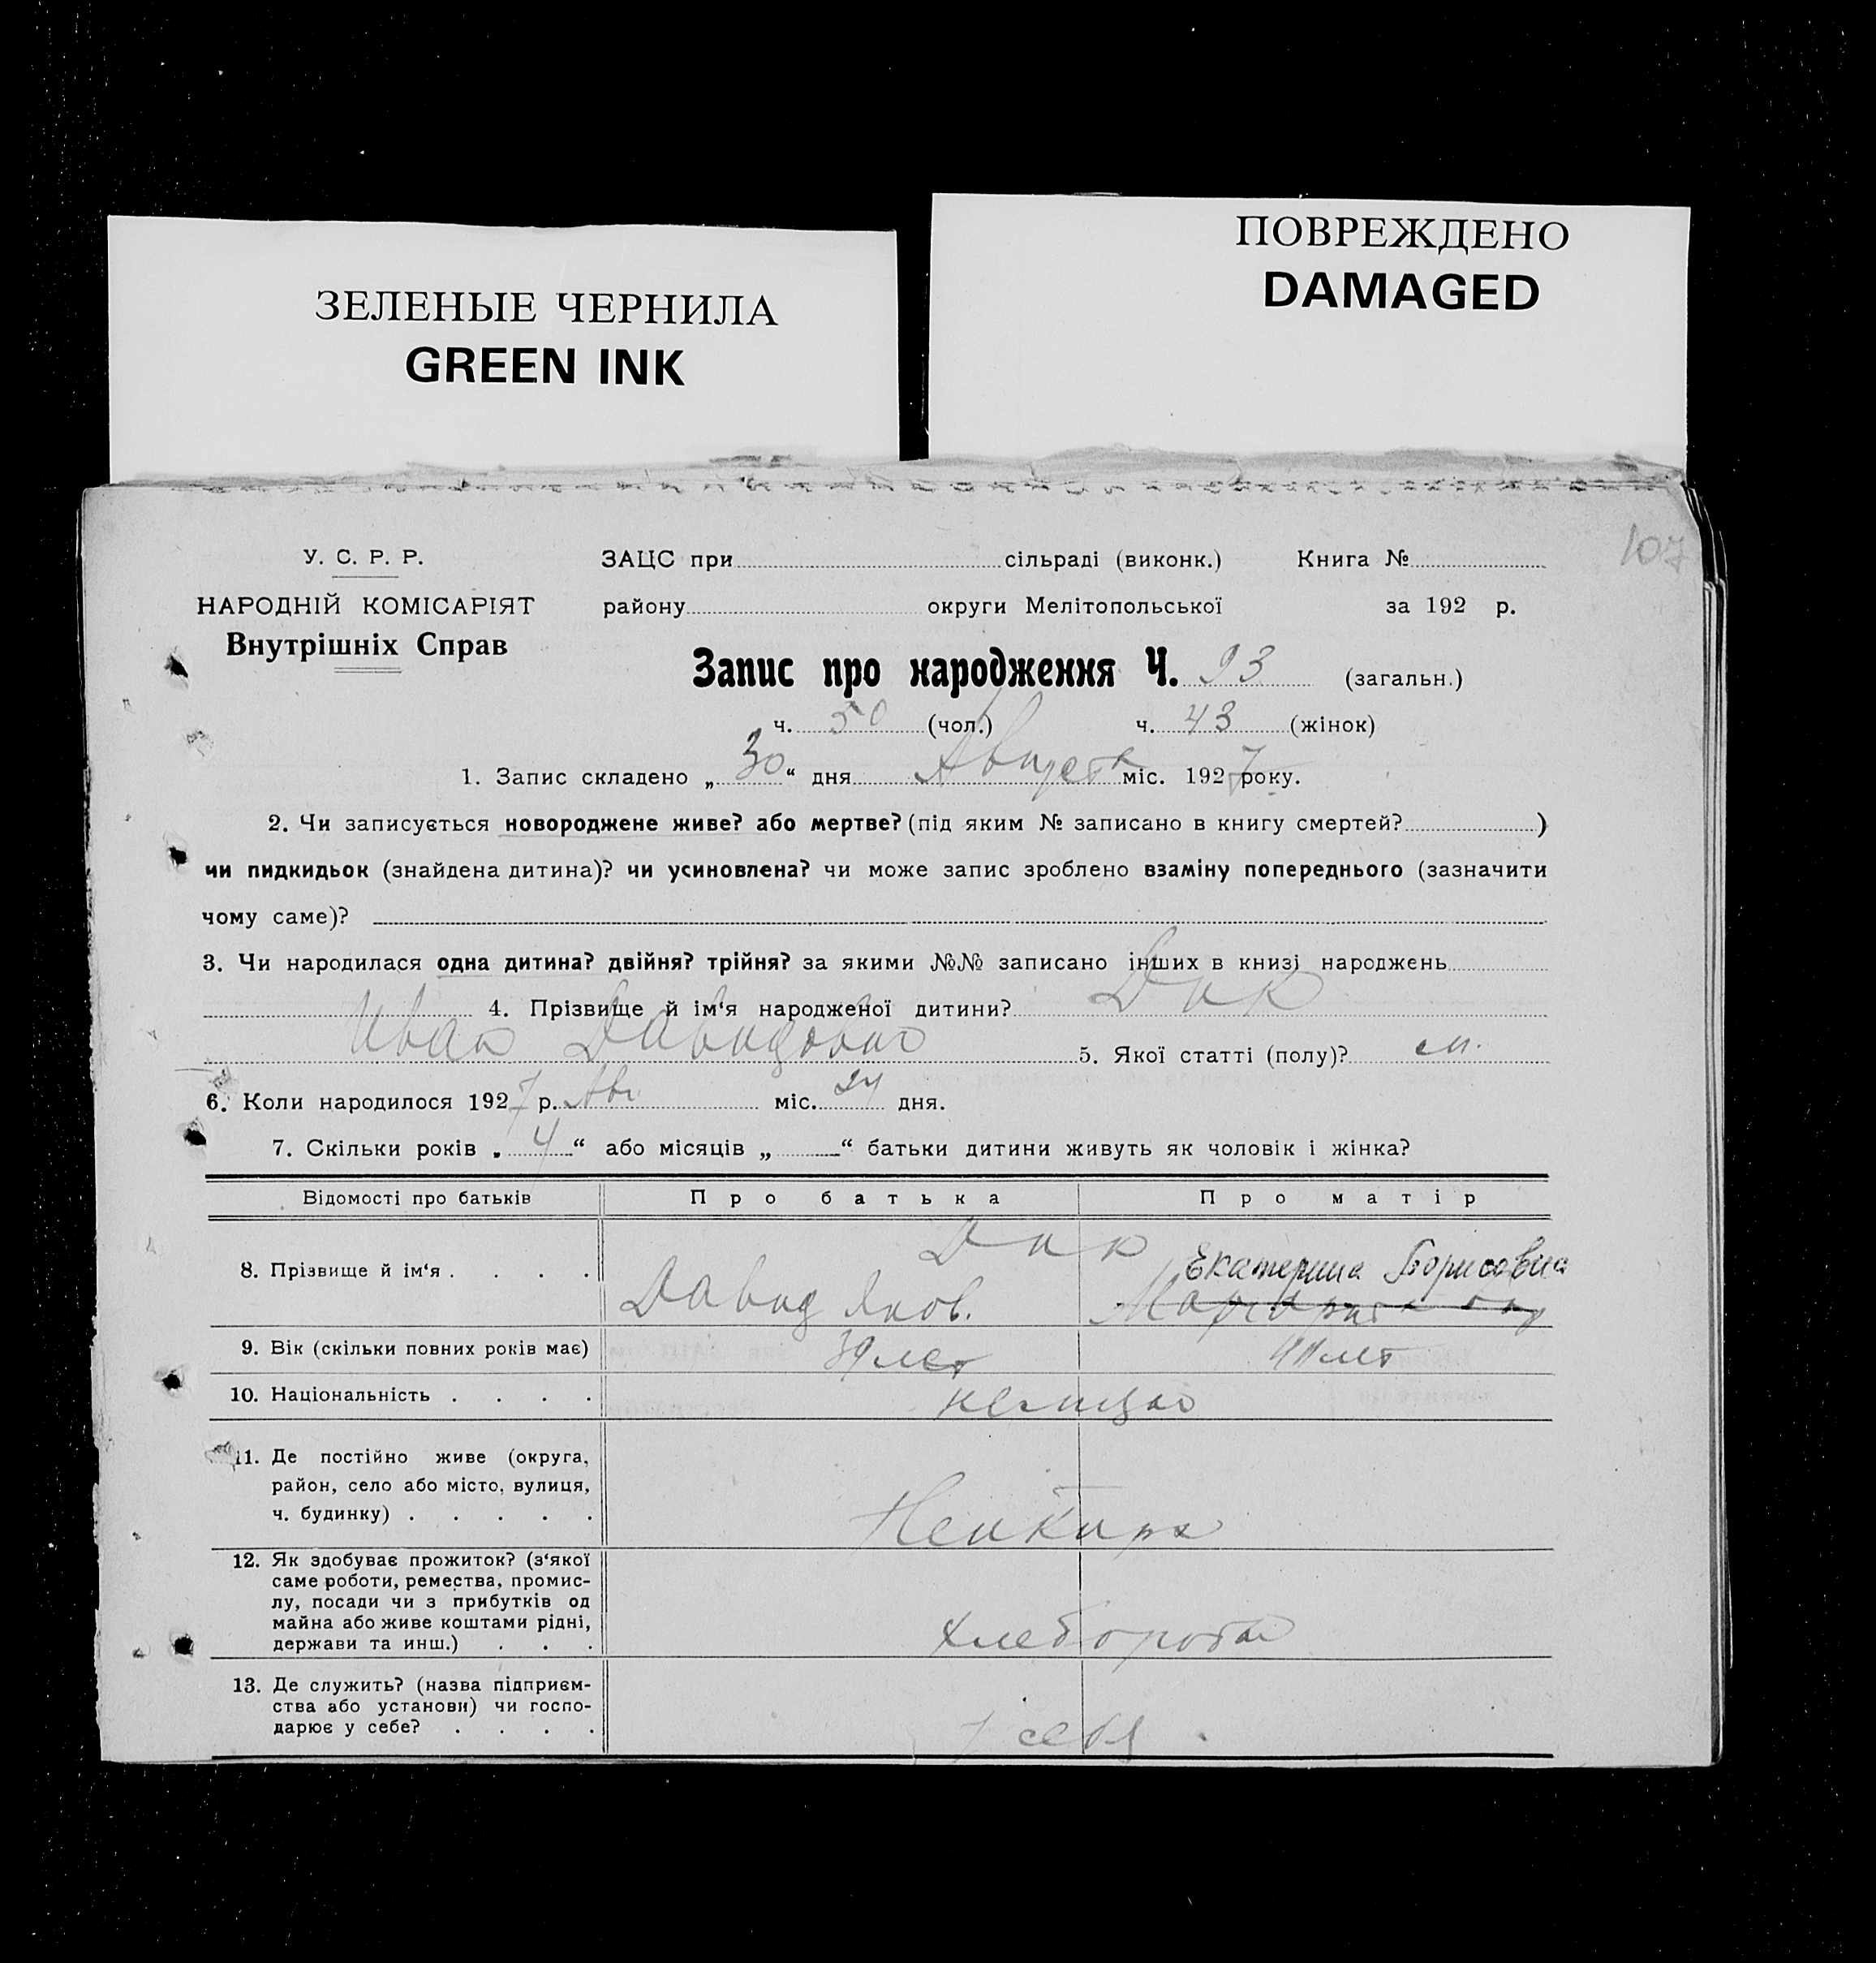 ЗЕЛЕНЫЕ ЧЕРНИЛА
GREEN INK
ПОВРЕЖДЕНО
DAMAGED
107
У. С. Р. Р.
НАРОДНІЙ КОМІСАРІЯТ
Внутрішніх Справ
ЗАЦС при сільраді (виконк.) Книга №
району округи Мелітопольської за 192 р.
Запис про народження Ч. 93 (загальн.)
ч. 50 (чол.) ч. 43 (жінок)
1. Запис складено „30“ дня Августа міс. 1927 року.
2. Чи записується новороджене живе? або мертве? (під яким № записано в книгу смертей? )
чи пидкидьок (знайдена дитина)? чи усиновлена? чи може запис зроблено взаміну попереднього (зазначити
чому саме)?
3. Чи народилася одна дитина? двійня? трійня? за якими №№ записано інших в книзі народжень
4. Прізвище й ім‘я народженої дитини? Дик
Иван Давидович 5. Якої статті (полу)? м.
6. Коли народилося 1927 р. Авг міс. 24 дня.
7. Скільки років „4“ або місяців „ “ батьки дитини живуть як чоловік і жінка?
Відомості про батьків Про батька Про матір
8. Прізвище й ім‘я . . . . Дик
Давид Яков. Екатерина Борисовна
9. Вік (скільки повних років має) 39 лет 41 лет
10. Національність . . . . немцы
11. Де постійно живе (округа,
район, село або місто, вулиця,
ч. будинку) . . . . .
12. Як здобуває прожиток? (з‘якої
саме роботи, ремества, промис-
лу, посади чи з прибутків од
майна або живе коштами рідні,
держави та инш.) . . .
13. Де служить? (назва підприєм-
ства або установи) чи госпо-
дарює у себе? . . . . у себя